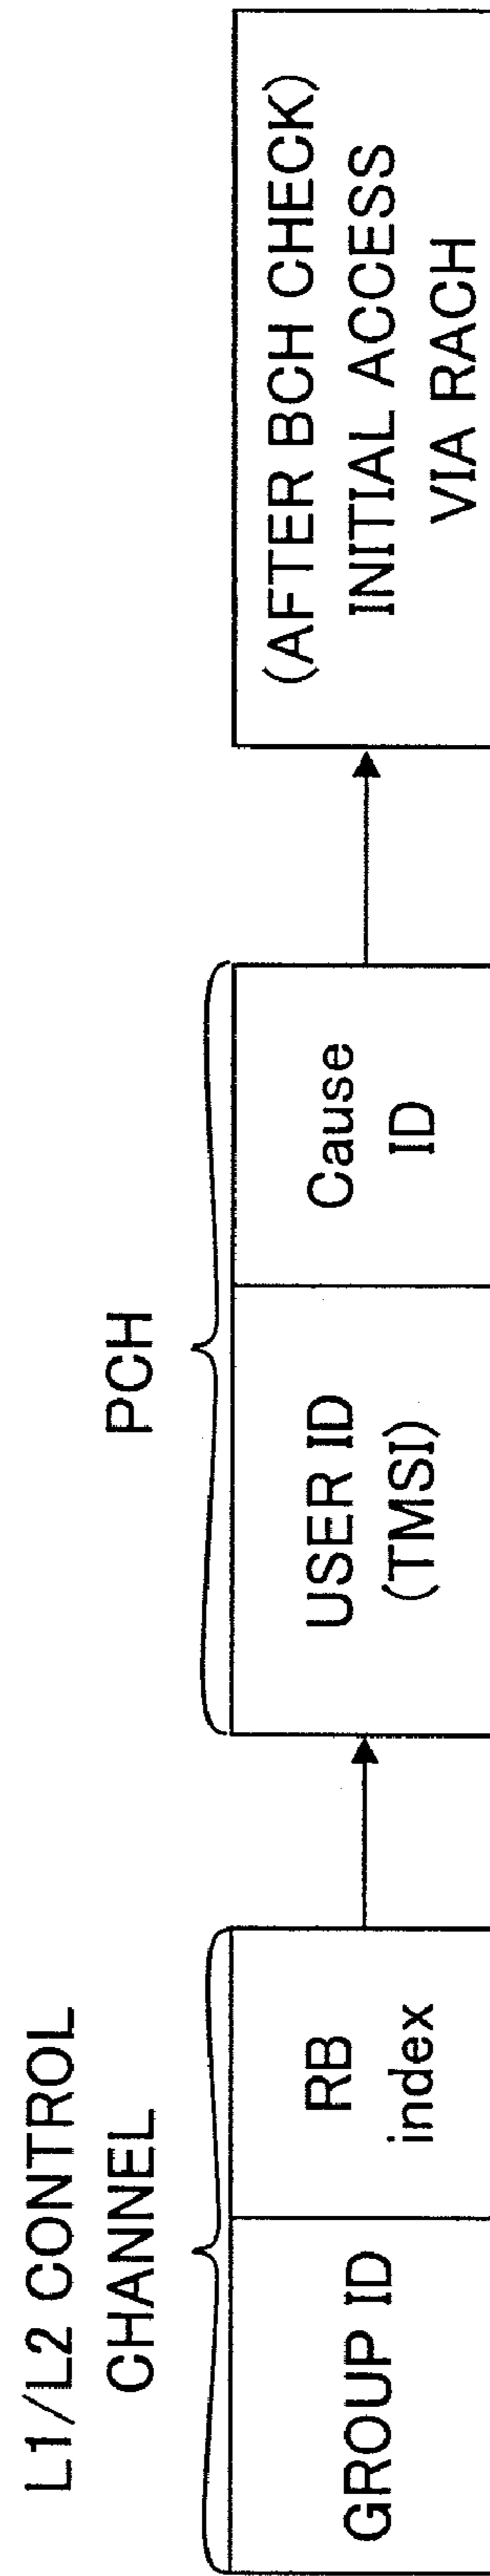 L1/L2 CONTROL
CHANNEL
GROUP ID
RB
index
PCH
USER ID
(TMSI)
Cause
ID
(AFTER BCH CHECK)
INITIAL ACCESS
VIA RACH